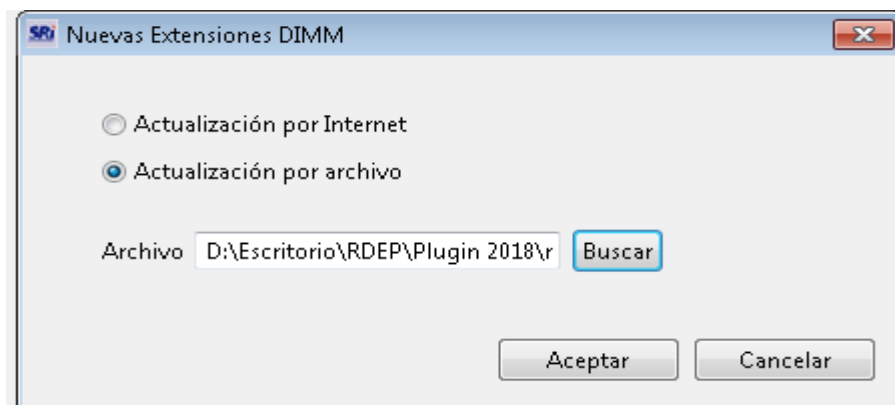 SRi Nuevas Extensiones DIMM
Actualización por Internet
Actualización por archivo
Archivo D:\Escritorio\RDEP\Plugin 2018\r Buscar
Aceptar Cancelar